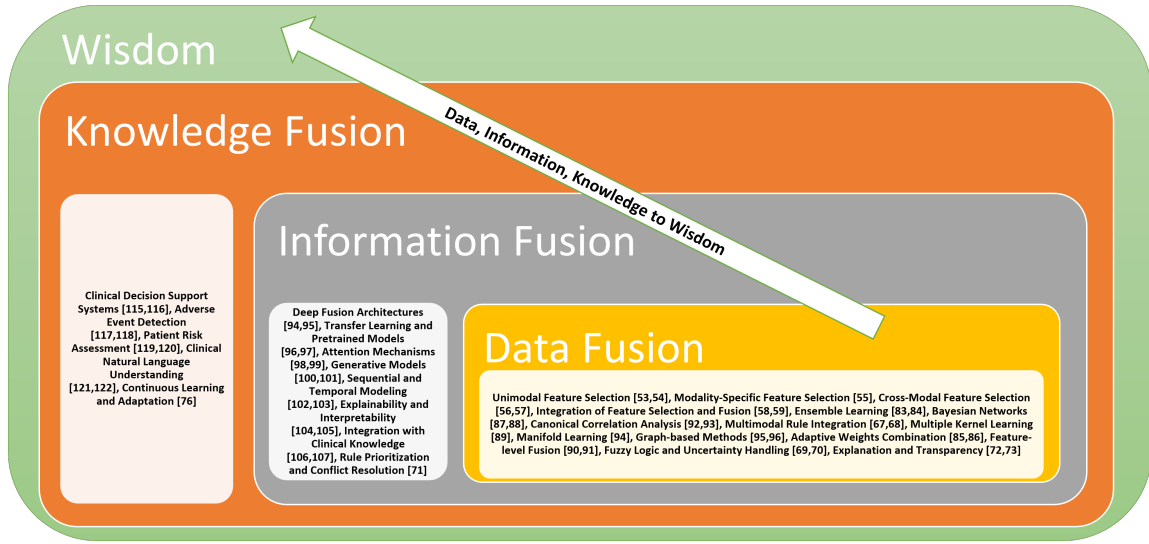 Wisdom
Knowledge Fusion
Data, Information, Knowledge to Wisdom
Information Fusion
Data Fusion
Clinical Decision Support
Systems [115,116], Adverse
Event Detection
[117,118], Patient Risk
Assessment [119,120], Clinical
Natural Language
Understanding
[121,122], Continuous Learning
and Adaptation [76]
Deep Fusion Architectures
[94,95], Transfer Learning and
Pretrained Models
[96,97], Attention Mechanisms
[98,99], Generative Models
[100,101], Sequential and
Temporal Modeling
[102,103], Explainability and
Interpretability
[104,105], Integration with
Clinical Knowledge
[106,107], Rule Prioritization
and Conflict Resolution [71]
Unimodal Feature Selection [53,54], Modality-Specific Feature Selection [55], Cross-Modal Feature Selection
[56,57], Integration of Feature Selection and Fusion [58,59], Ensemble Learning [83,84], Bayesian Networks
[87,88], Canonical Correlation Analysis [92,93], Multimodal Rule Integration [67,68], Multiple Kernel Learning
[89], Manifold Learning [94], Graph-based Methods [95,96], Adaptive Weights Combination [85,86], Feature-
level Fusion [90,91], Fuzzy Logic and Uncertainty Handling [69,70], Explanation and Transparency [72,73]